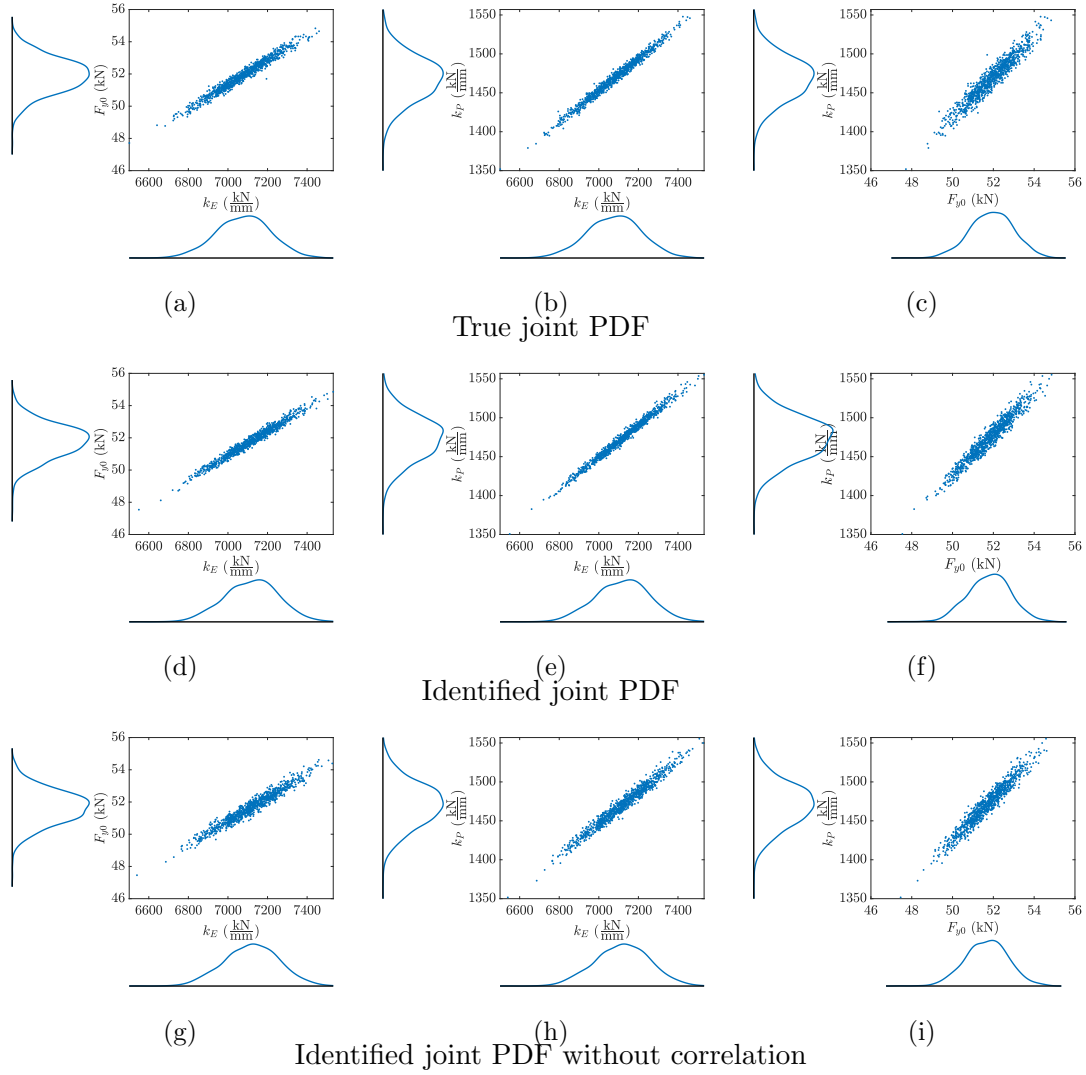 56
54
52
50
48
46
F_{y0} (kN)
6600 6800 7000 7200 7400
k_E (kN/mm)
1550
1500
1450
1400
1350
k_P (kN/mm)
6600 6800 7000 7200 7400
k_E (kN/mm)
1550
1500
1450
1400
1350
k_P (kN/mm)
46 48 50 52 54 56
F_{y0} (kN)
(a) (b) (c)
True joint PDF
56
54
52
50
48
46
F_{y0} (kN)
6600 6800 7000 7200 7400
k_E (kN/mm)
1550
1500
1450
1400
1350
k_P (kN/mm)
6600 6800 7000 7200 7400
k_E (kN/mm)
1550
1500
1450
1400
1350
k_P (kN/mm)
46 48 50 52 54 56
F_{y0} (kN)
(d) (e) (f)
Identified joint PDF
56
54
52
50
48
46
F_{y0} (kN)
6600 6800 7000 7200 7400
k_E (kN/mm)
1550
1500
1450
1400
1350
k_P (kN/mm)
6600 6800 7000 7200 7400
k_E (kN/mm)
1550
1500
1450
1400
1350
k_P (kN/mm)
46 48 50 52 54 56
F_{y0} (kN)
(g) (h) (i)
Identified joint PDF without correlation